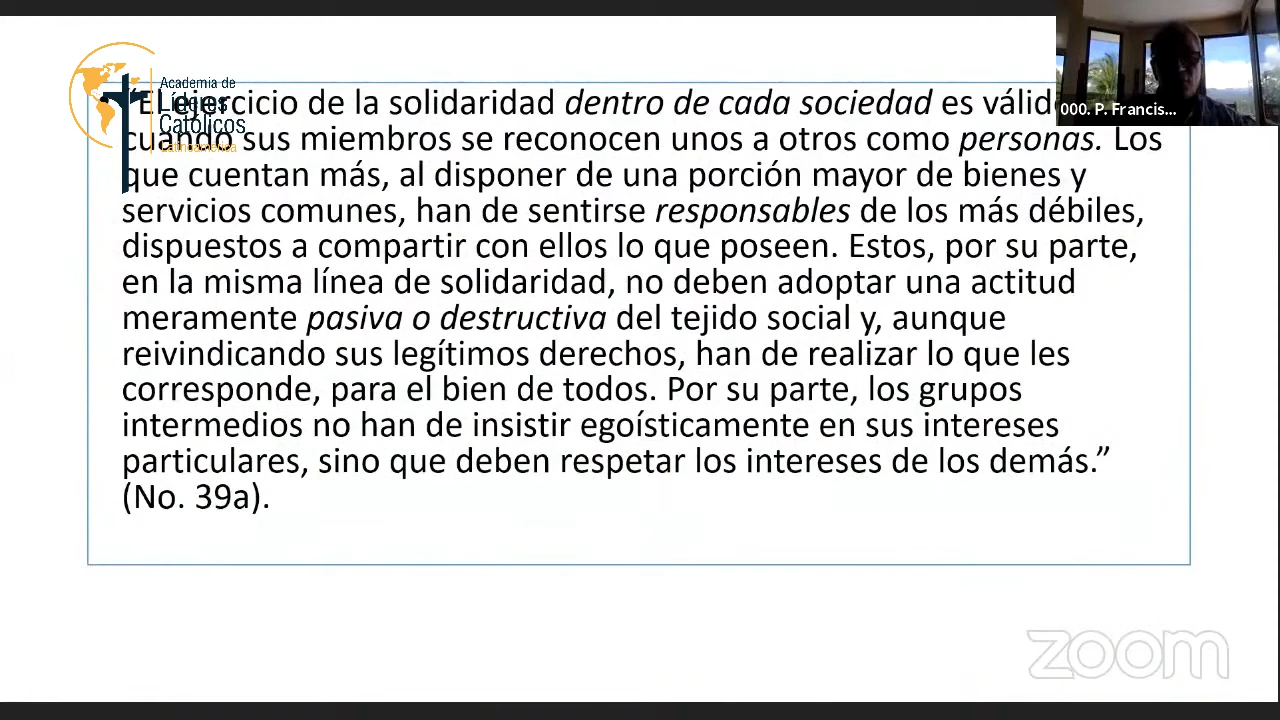 Academia de
Líderes
Católicos
Latinoamérica
000. P. Francis...
“El ejercicio de la solidaridad dentro de cada sociedad es
cuando sus miembros se reconocen unos a otros como personas. Los
que cuentan más, al disponer de una porción mayor de bienes y
servicios comunes, han de sentirse responsables de los más débiles,
dispuestos a compartir con ellos lo que poseen. Estos, por su parte,
en la misma línea de solidaridad, no deben adoptar una actitud
meramente pasiva o destructiva del tejido social y, aunque
reivindicando sus legítimos derechos, han de realizar lo que les
corresponde, para el bien de todos. Por su parte, los grupos
intermedios no han de insistir egoísticamente en sus intereses
particulares, sino que deben respetar los intereses de los demás.”
(No. 39a).
zoom